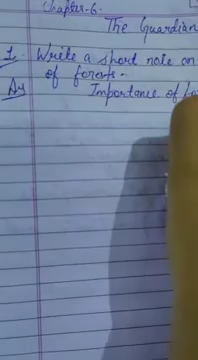 Chapter-6.
The Guardian
1. Write a short note on
of forests.
Ans
Importance of